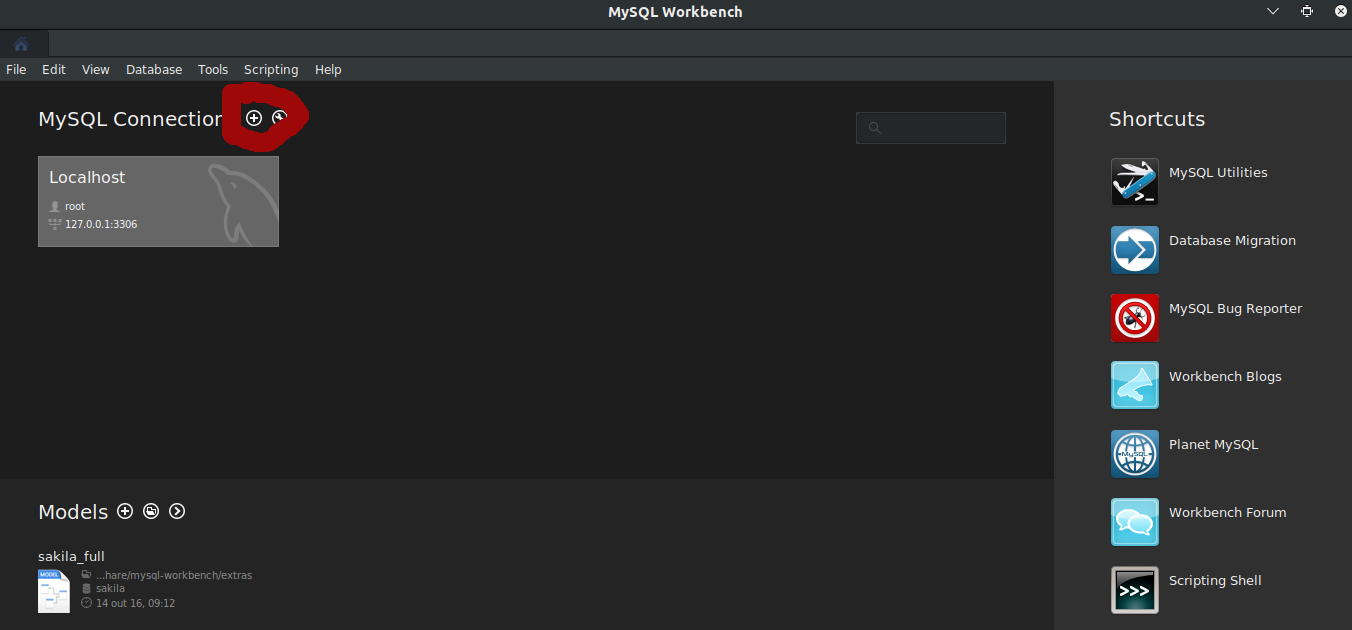 MySQL Workbench
File Edit View Database Tools Scripting Help
MySQL Connection
Localhost
root
127.0.0.1:3306
Shortcuts
MySQL Utilities
Database Migration
MySQL Bug Reporter
Workbench Blogs
Planet MySQL
MySQL
Workbench Forum
Scripting Shell
>>>
Models
sakila_full
MODEL
...hare/mysql-workbench/extras
sakila
14 out 16, 09:12